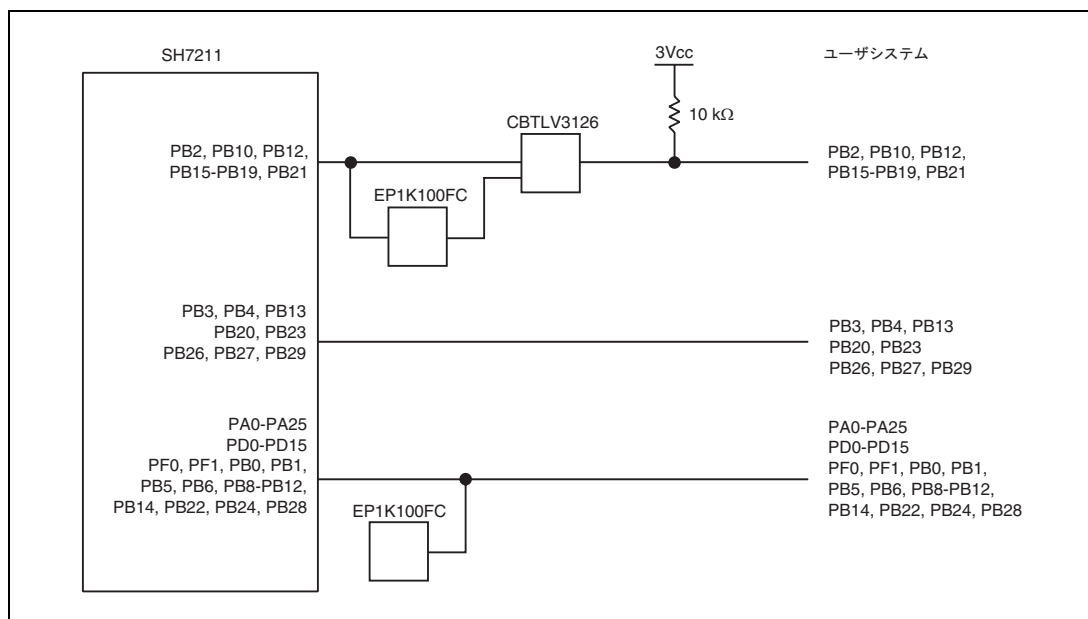 SH7211
3Vcc
ユーザシステム
10 kΩ
CBTLV3126
PB2, PB10, PB12,
PB15-PB19, PB21
PB2, PB10, PB12,
PB15-PB19, PB21
EP1K100FC
PB3, PB4, PB13
PB20, PB23
PB26, PB27, PB29
PB3, PB4, PB13
PB20, PB23
PB26, PB27, PB29
PA0-PA25
PD0-PD15
PF0, PF1, PB0, PB1,
PB5, PB6, PB8-PB12,
PB14, PB22, PB24, PB28
PA0-PA25
PD0-PD15
PF0, PF1, PB0, PB1,
PB5, PB6, PB8-PB12,
PB14, PB22, PB24, PB28
EP1K100FC